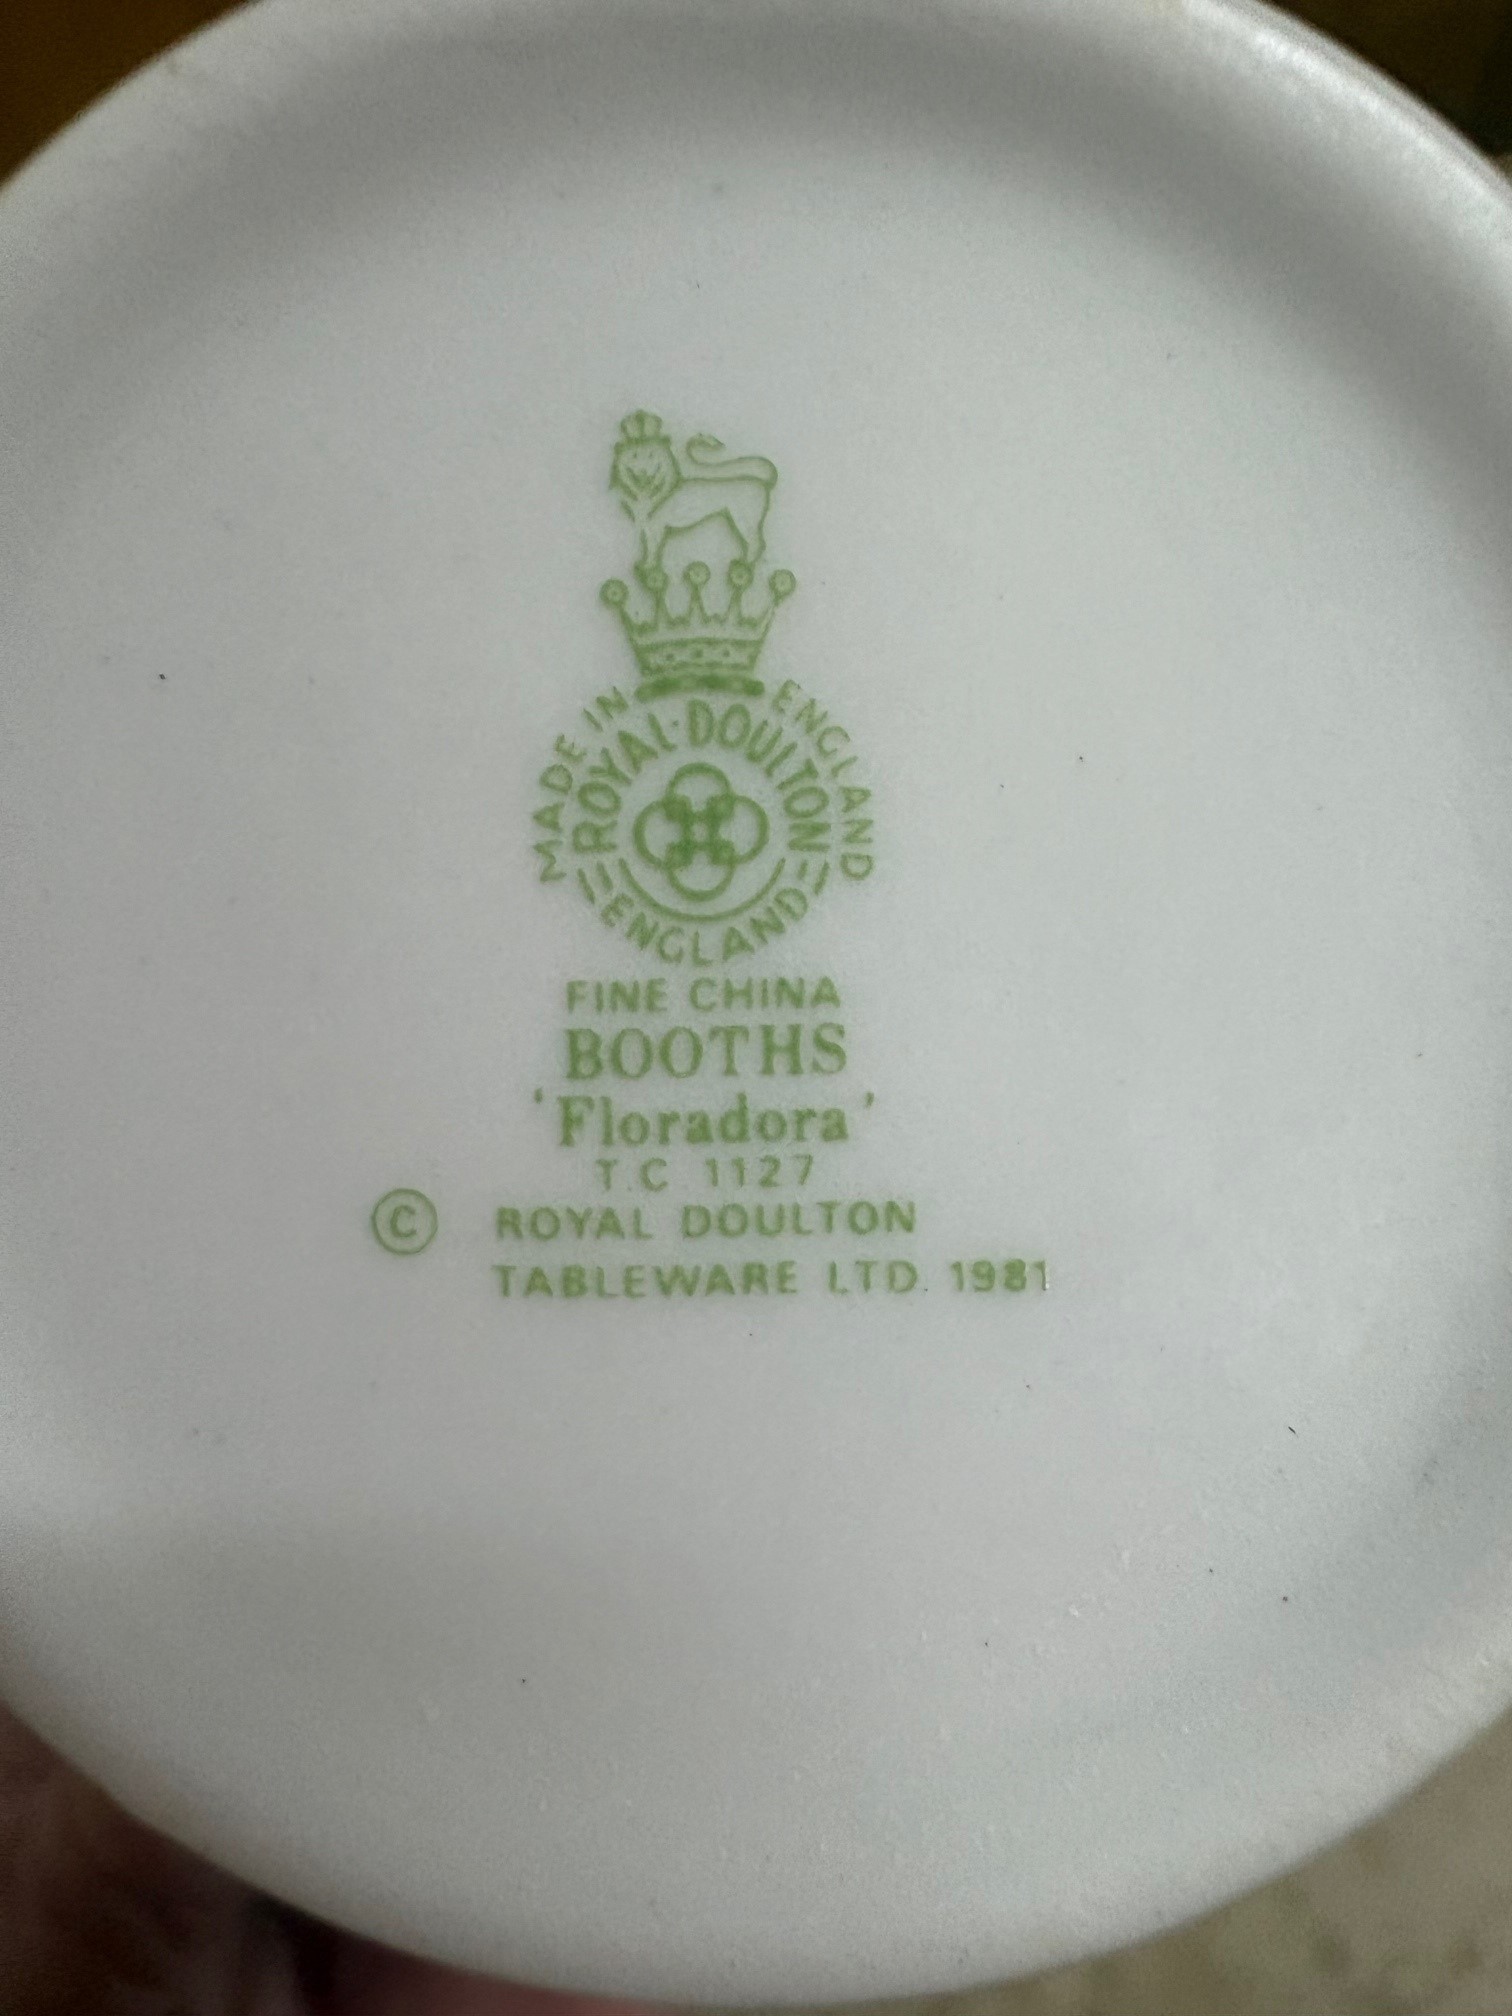 MADE IN ENGLAND
ROYAL·DOULTON
ENGLAND
FINE CHINA
BOOTHS
'Floradora'
T.C 1127
© ROYAL DOULTON
TABLEWARE LTD. 1981